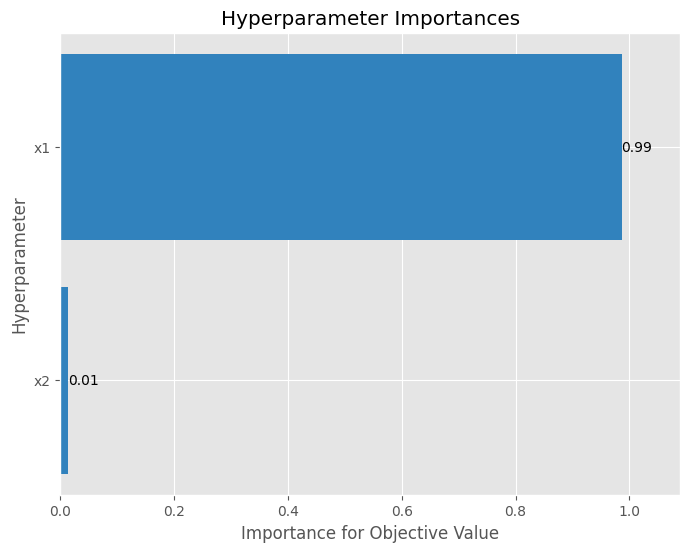 Hyperparameter Importances
Hyperparameter
x1
0.99
x2
0.01
0.0 0.2 0.4 0.6 0.8 1.0
Importance for Objective Value